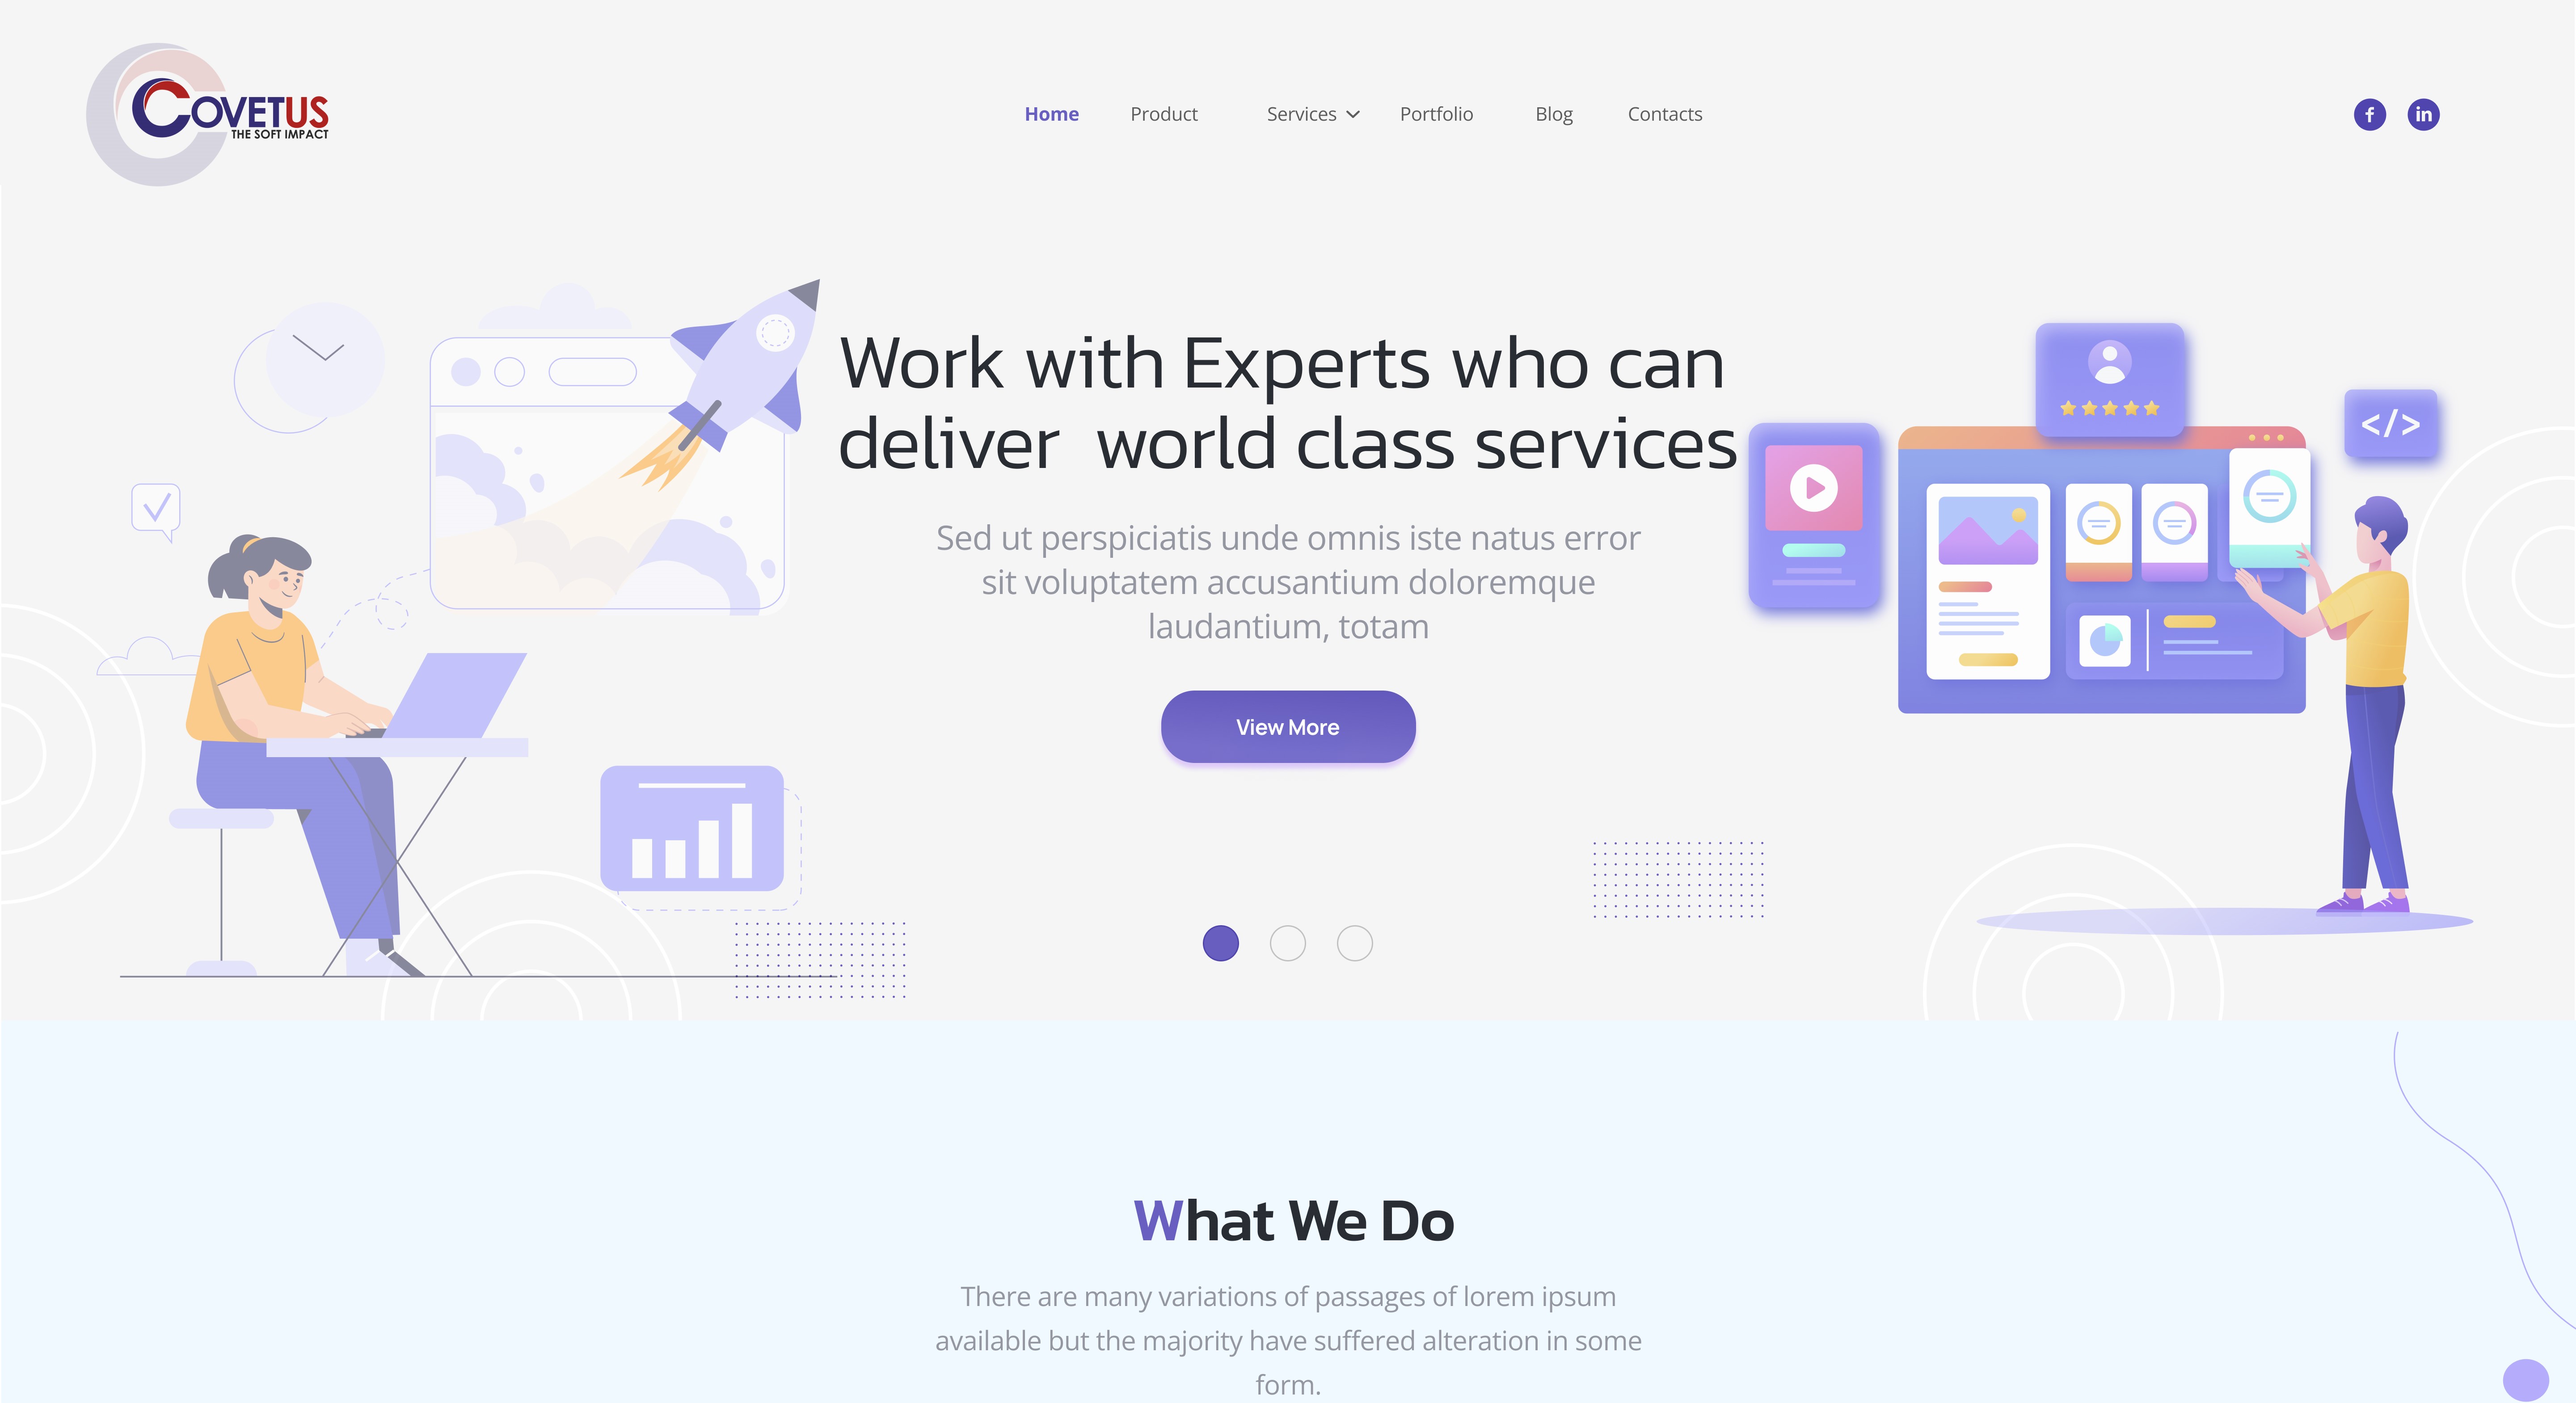 COVETUS
THE SOFT IMPACT
Home Product Services Portfolio Blog Contacts
f in
Work with Experts who can
deliver  world class services
</>
Sed ut perspiciatis unde omnis iste natus error
sit voluptatem accusantium doloremque
laudantium, totam
View More
What We Do
There are many variations of passages of lorem ipsum
available but the majority have suffered alteration in some
form.